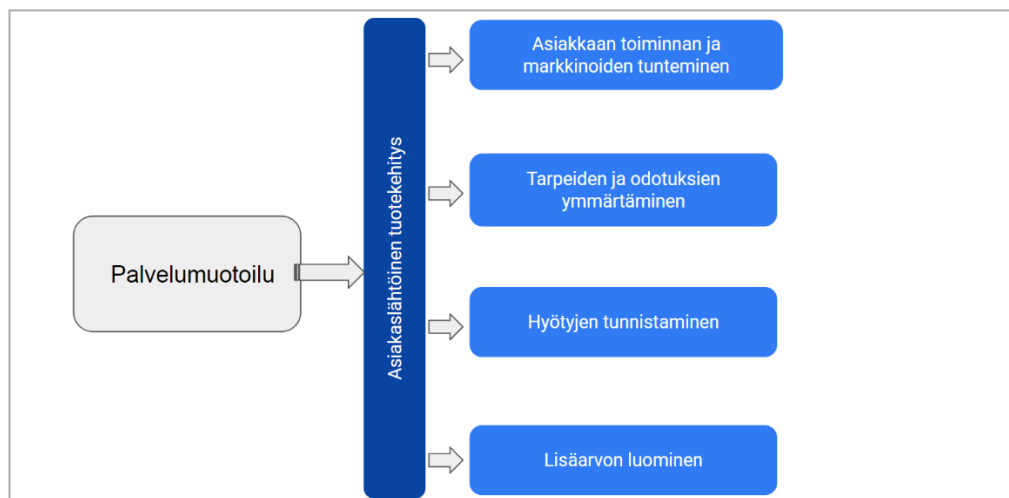 Palvelumuotoilu
Asiakaslähtöinen tuotekehitys
Asiakkaan toiminnan ja
markkinoiden tunteminen
Tarpeiden ja odotuksien
ymmärtäminen
Hyötyjen tunnistaminen
Lisäarvon luominen